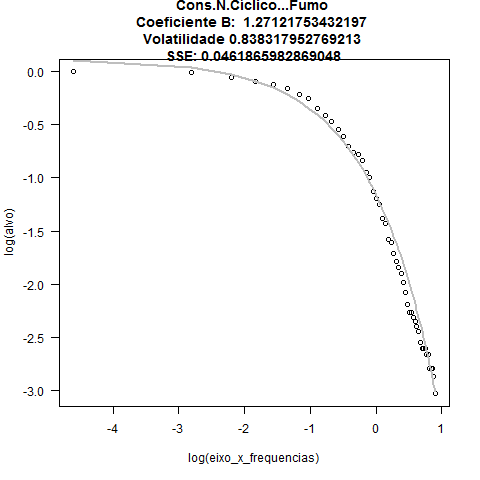 Cons.N.Ciclico...Fumo
Coeficiente B:  1.27121753432197
Volatilidade 0.838317952769213
SSE: 0.0461865982869048
0.0
-0.5
-1.0
-1.5
-2.0
-2.5
-3.0
log(alvo)
-4
-3
-2
-1
0
1
log(eixo_x_frequencias)